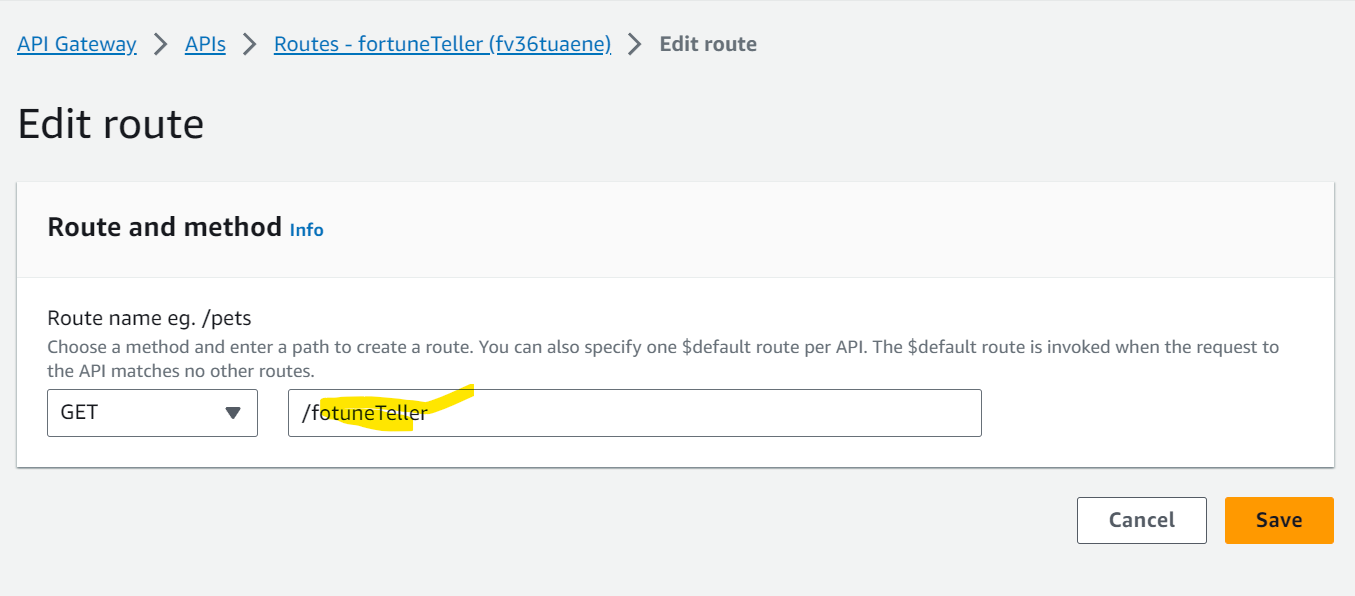 API Gateway > APIs > Routes - fortuneTeller (fv36tuaene) > Edit route
Edit route
Route and method Info
Route name eg. /pets
Choose a method and enter a path to create a route. You can also specify one $default route per API. The $default route is invoked when the request to
the API matches no other routes.
GET /fotuneTeller
Cancel Save